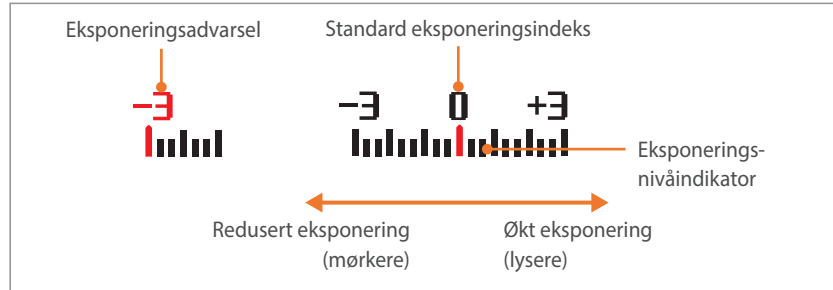 Eksponeringsadvarsel
Standard eksponeringsindeks
-3
-3 0 +3
Eksponerings-
nivåindikator
Redusert eksponering
(mørkere)
Økt eksponering
(lysere)